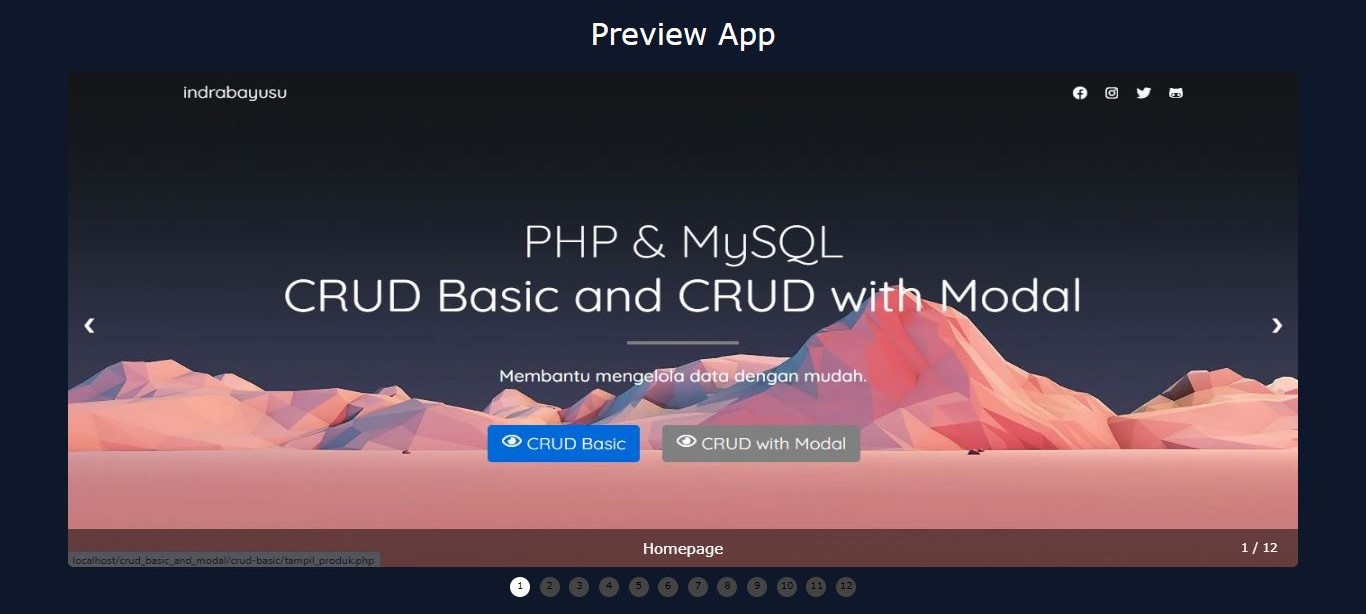 Preview App
indrabayusu
PHP & MySQL
CRUD Basic and CRUD with Modal
Membantu mengelola data dengan mudah.
CRUD Basic
CRUD with Modal
Homepage
1 / 12
localhost/crud_basic_and_modal/crud-basic/tampil_produk.php
1 2 3 4 5 6 7 8 9 10 11 12